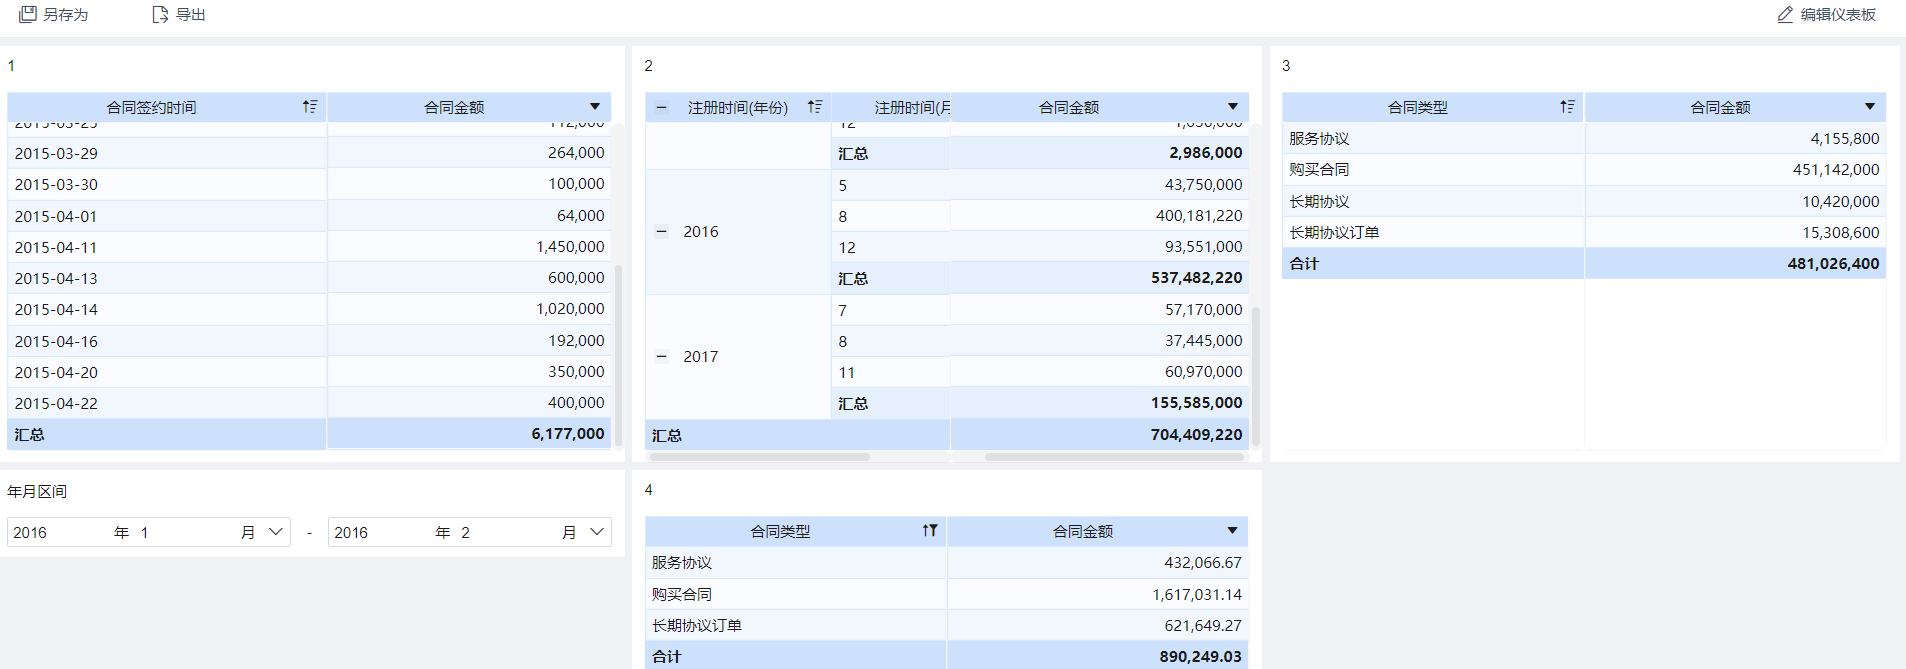 另存为 导出 编辑仪表板
1
合同签约时间 合同金额
2015-03-25 112,000
2015-03-29 264,000
2015-03-30 100,000
2015-04-01 64,000
2015-04-11 1,450,000
2015-04-13 600,000
2015-04-14 1,020,000
2015-04-16 192,000
2015-04-20 350,000
2015-04-22 400,000
汇总 6,177,000
2
注册时间(年份) 注册时间(月 合同金额
12
汇总 2,986,000
2016
5 43,750,000
8 400,181,220
12 93,551,000
汇总 537,482,220
2017
7 57,170,000
8 37,445,000
11 60,970,000
汇总 155,585,000
汇总 704,409,220
3
合同类型 合同金额
服务协议 4,155,800
购买合同 451,142,000
长期协议 10,420,000
长期协议订单 15,308,600
合计 481,026,400
年月区间
2016 年 1 月 - 2016 年 2 月
4
合同类型 合同金额
服务协议 432,066.67
购买合同 1,617,031.14
长期协议订单 621,649.27
合计 890,249.03